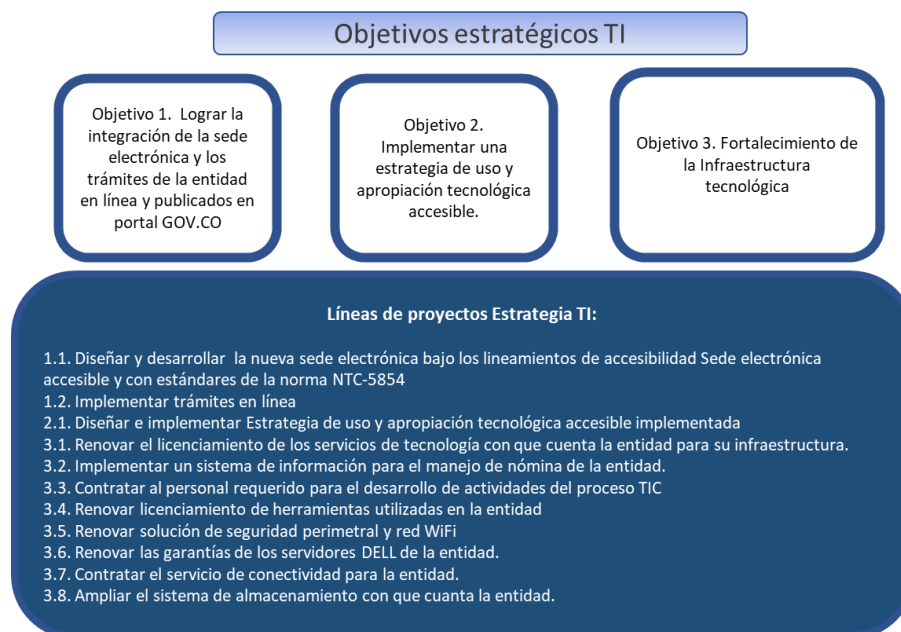 Objetivos estratégicos TI
Objetivo 1. Lograr la
integración de la sede
electrónica y los
trámites de la entidad
en línea y publicados en
portal GOV.CO
Objetivo 2.
Implementar una
estrategia de uso y
apropiación tecnológica
accesible.
Objetivo 3. Fortalecimiento de
la Infraestructura
tecnológica
Líneas de proyectos Estrategia TI:
1.1. Diseñar y desarrollar la nueva sede electrónica bajo los lineamientos de accesibilidad Sede electrónica
accesible y con estándares de la norma NTC-5854
1.2. Implementar trámites en línea
2.1. Diseñar e implementar Estrategia de uso y apropiación tecnológica accesible implementada
3.1. Renovar el licenciamiento de los servicios de tecnología con que cuenta la entidad para su infraestructura.
3.2. Implementar un sistema de información para el manejo de nómina de la entidad.
3.3. Contratar al personal requerido para el desarrollo de actividades del proceso TIC
3.4. Renovar licenciamiento de herramientas utilizadas en la entidad
3.5. Renovar solución de seguridad perimetral y red WiFi
3.6. Renovar las garantías de los servidores DELL de la entidad.
3.7. Contratar el servicio de conectividad para la entidad.
3.8. Ampliar el sistema de almacenamiento con que cuanta la entidad.